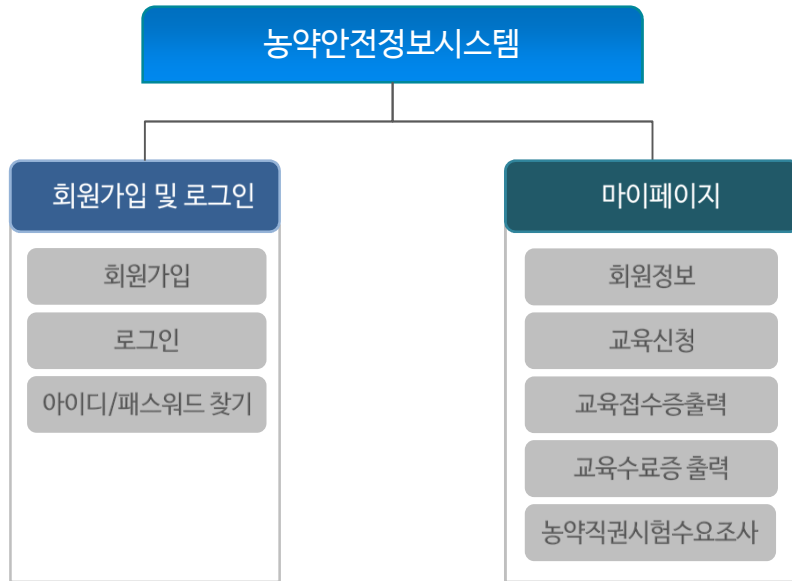 농약안전정보시스템
회원가입 및 로그인
회원가입
로그인
아이디/패스워드 찾기
마이페이지
회원정보
교육신청
교육접수증출력
교육수료증 출력
농약직권시험수요조사